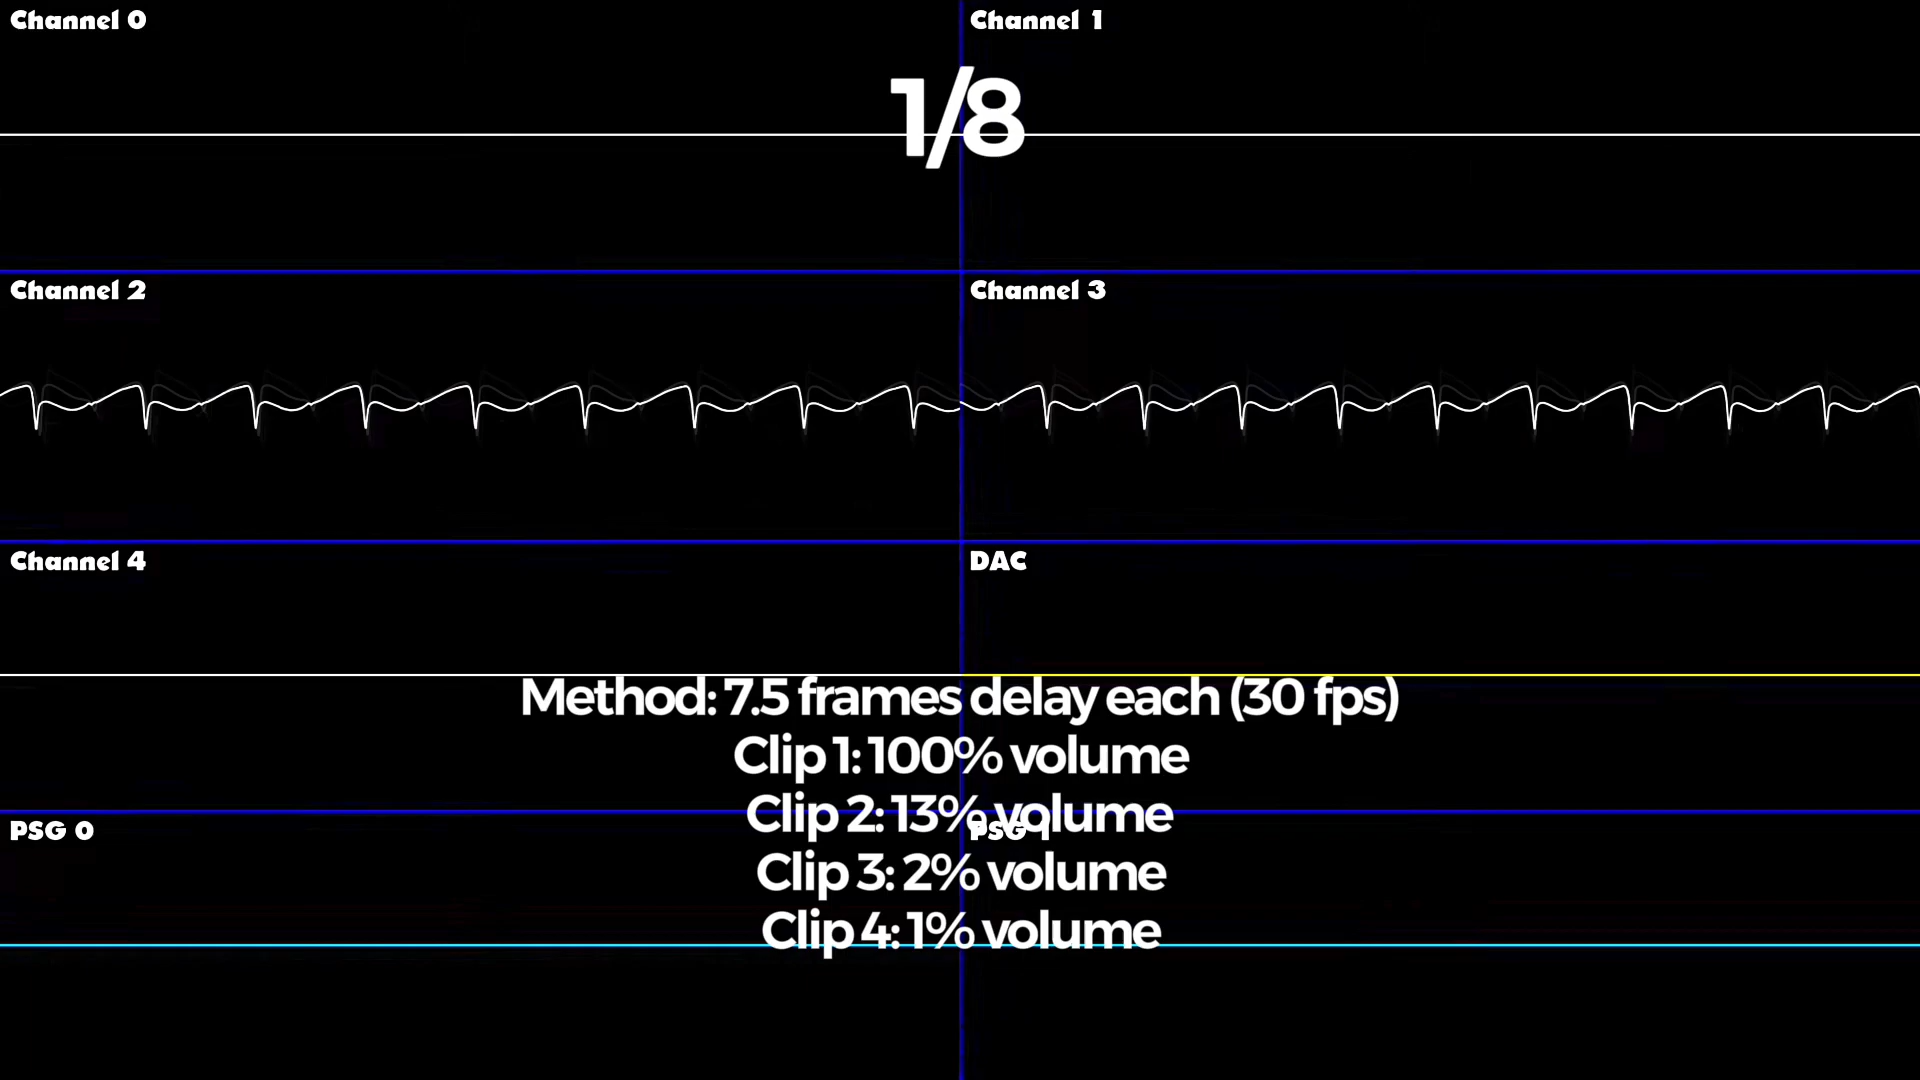 Channel 0
Channel 1
1/8
Channel 2
Channel 3
Channel 4
DAC
Method: 7.5 frames delay each (30 fps)
Clip 1: 100% volume
Clip 2: 13% volume
PSG 0
PSG 1
Clip 3: 2% volume
Clip 4: 1% volume